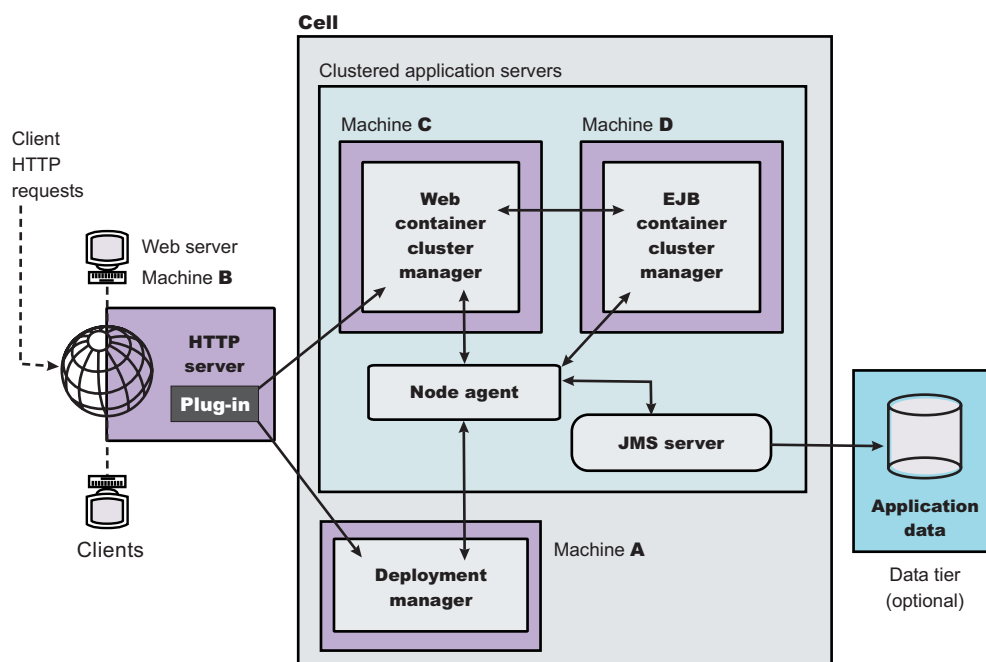 Cell
Clustered application servers
Machine C
Machine D
Client
HTTP
requests
Web
container
cluster
manager
EJB
container
cluster
manager
Web server
Machine B
HTTP
server
Plug-in
Node agent
JMS server
Application
data
Clients
Machine A
Deployment
manager
Data tier
(optional)